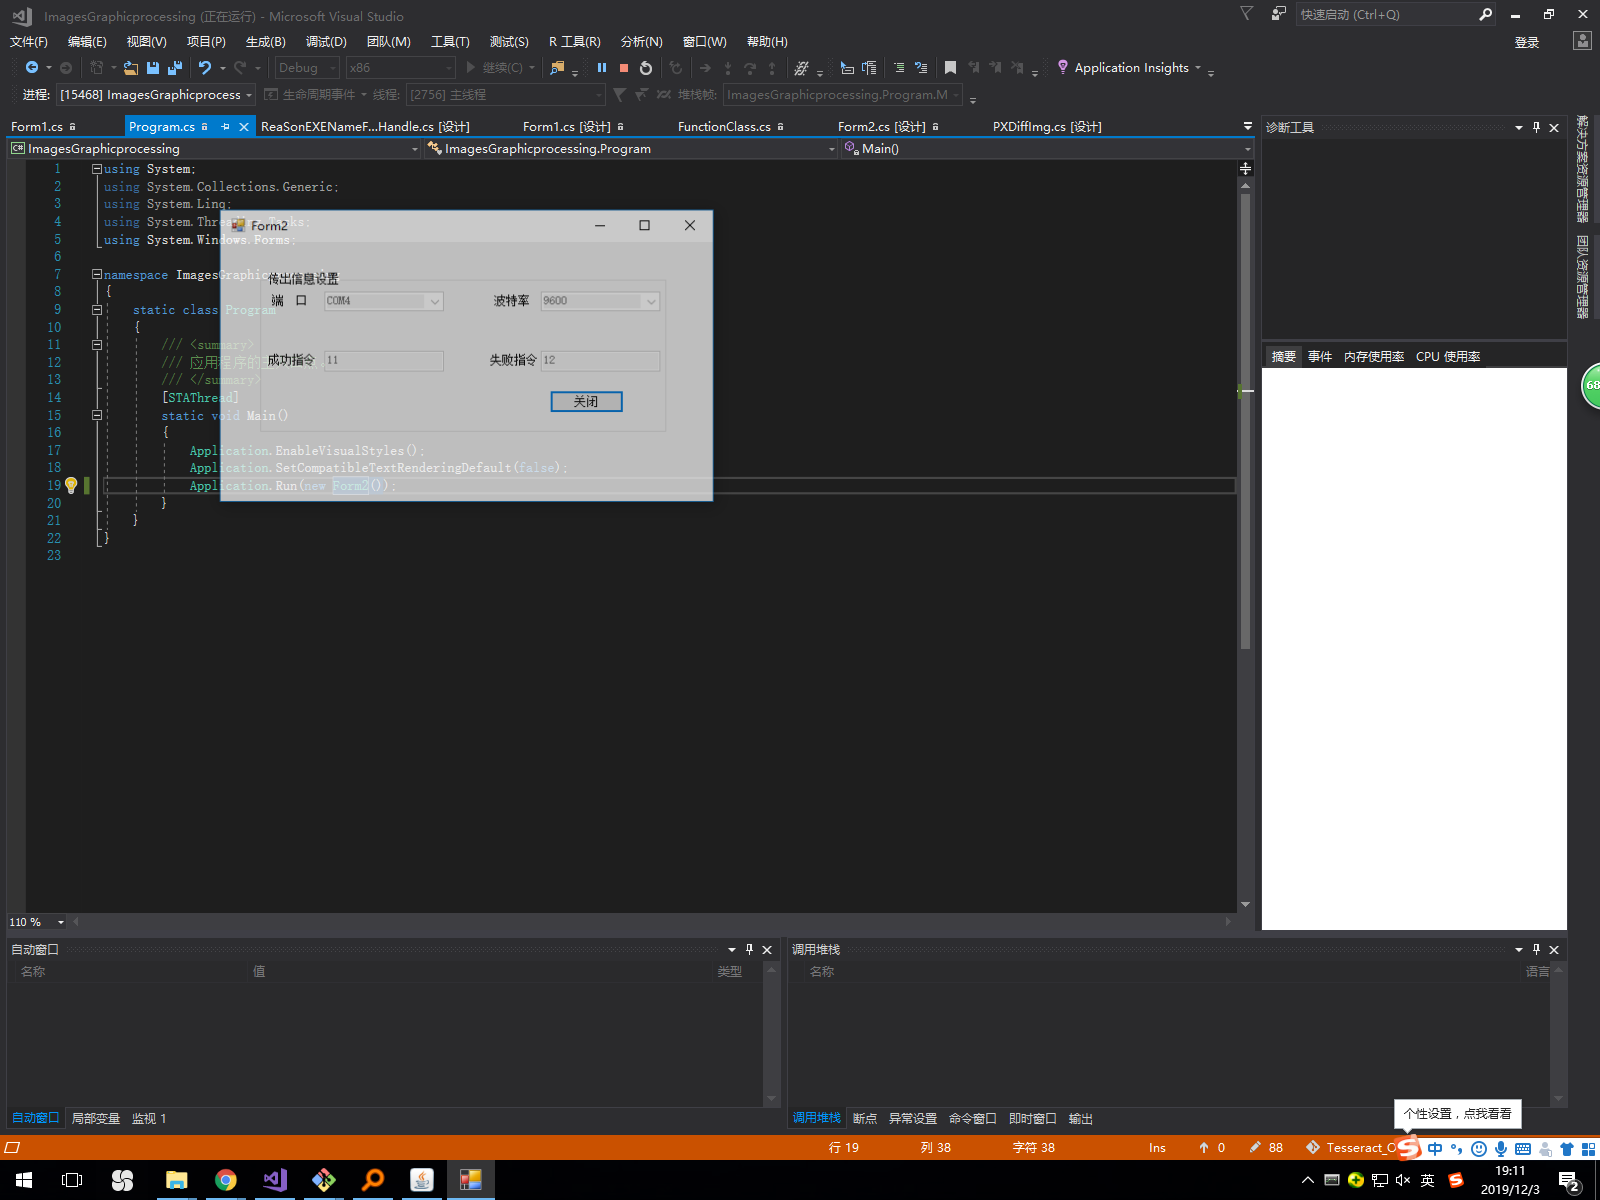 ImagesGraphicprocessing (正在运行) - Microsoft Visual Studio
快速启动 (Ctrl+Q)
文件(F) 编辑(E) 视图(V) 项目(P) 生成(B) 调试(D) 团队(M) 工具(T) 测试(S) R 工具(R) 分析(N) 窗口(W) 帮助(H)
登录
Debug x86 继续(C) Application Insights
进程: [15468] ImagesGraphicprocess 生命周期事件 线程: [2756] 主线程 堆栈帧: ImagesGraphicprocessing.Program.M
Form1.cs Program.cs ReaSonEXENameF...Handle.cs [设计] Form1.cs [设计] FunctionClass.cs Form2.cs [设计] PXDiffImg.cs [设计]
C# ImagesGraphicprocessing ImagesGraphicprocessing.Program Main()
1 using System;
2 using System.Collections.Generic;
3 using System.Linq;
4 using System.Threading.Tasks;
5 using System.Windows.Forms;
6
7 namespace ImagesGraphic
8 {
9 static class Program
10 {
11 /// <summary>
12 /// 应用程序的
13 /// </summary>
14 [STAThread]
15 static void Main()
16 {
17 Application.EnableVisualStyles();
18 Application.SetCompatibleTextRenderingDefault(false);
19 Application.Run(new Form2());
20 }
21 }
22 }
23
Form2
传出信息设置
端 口 COM4 波特率 9600
成功指令 11 失败指令 12
关闭
诊断工具
摘要 事件 内存使用率 CPU 使用率
解决方案资源管理器
团队资源管理器
68
110 %
自动窗口
名称 值 类型
自动窗口 局部变量 监视 1
调用堆栈
名称 语言
调用堆栈 断点 异常设置 命令窗口 即时窗口 输出
个性设置，点我看看
行 19 列 38 字符 38 Ins 0 88 Tesseract_O
中
英
19:11
2019/12/3
2